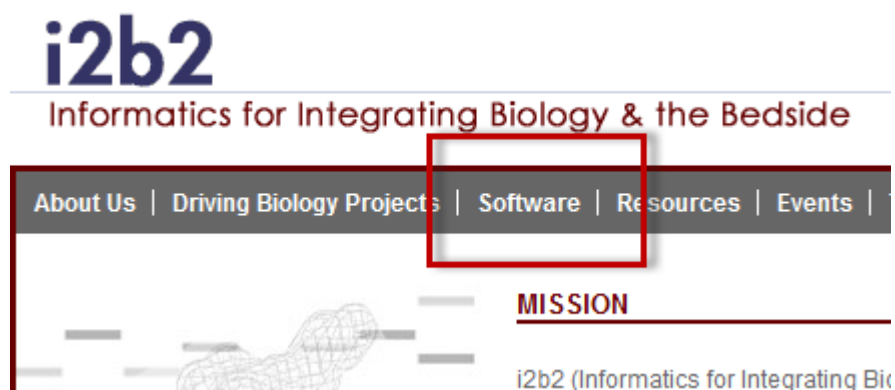 i2b2
Informatics for Integrating Biology & the Bedside
About Us | Driving Biology Projects | Software | Resources | Events |
MISSION
i2b2 (Informatics for Integrating